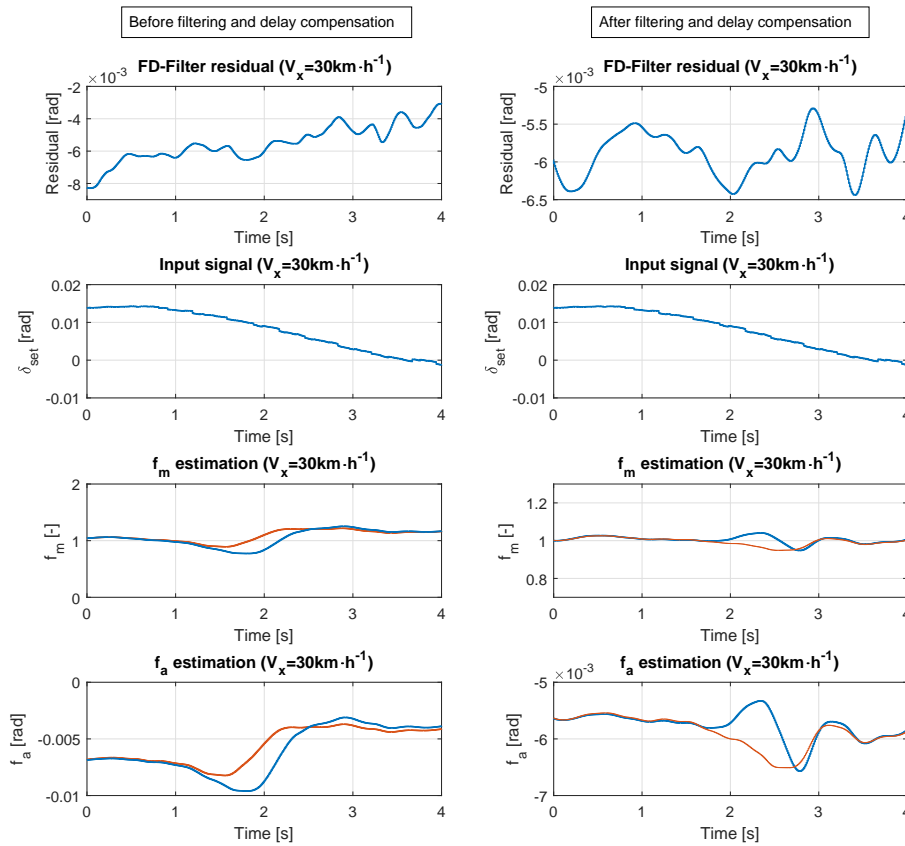 Before filtering and delay compensation
After filtering and delay compensation
FD-Filter residual (V_x=30km·h^-1)
×10^-3
-2
-4
-6
-8
Residual [rad]
0 1 2 3 4
Time [s]
FD-Filter residual (V_x=30km·h^-1)
×10^-3
-5
-5.5
-6
-6.5
Residual [rad]
0 1 2 3 4
Time [s]
Input signal (V_x=30km·h^-1)
0.02
0.01
0
-0.01
δ_set [rad]
0 1 2 3 4
Time [s]
Input signal (V_x=30km·h^-1)
0.02
0.01
0
-0.01
δ_set [rad]
0 1 2 3 4
Time [s]
f_m estimation (V_x=30km·h^-1)
2
1
0
f_m [-]
0 1 2 3 4
Time [s]
f_m estimation (V_x=30km·h^-1)
1.2
1
0.8
f_m [-]
0 1 2 3 4
Time [s]
f_a estimation (V_x=30km·h^-1)
0
-0.005
-0.01
f_a [rad]
0 1 2 3 4
Time [s]
f_a estimation (V_x=30km·h^-1)
×10^-3
-5
-6
-7
f_a [rad]
0 1 2 3 4
Time [s]